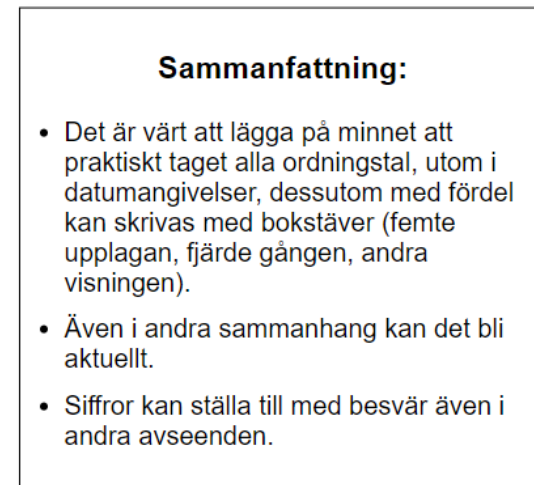 Sammanfattning:
• Det är värt att lägga på minnet att
praktiskt taget alla ordningstal, utom i
datumangivelser, dessutom med fördel
kan skrivas med bokstäver (femte
upplagan, fjärde gången, andra
visningen).
• Även i andra sammanhang kan det bli
aktuellt.
• Siffror kan ställa till med besvär även i
andra avseenden.